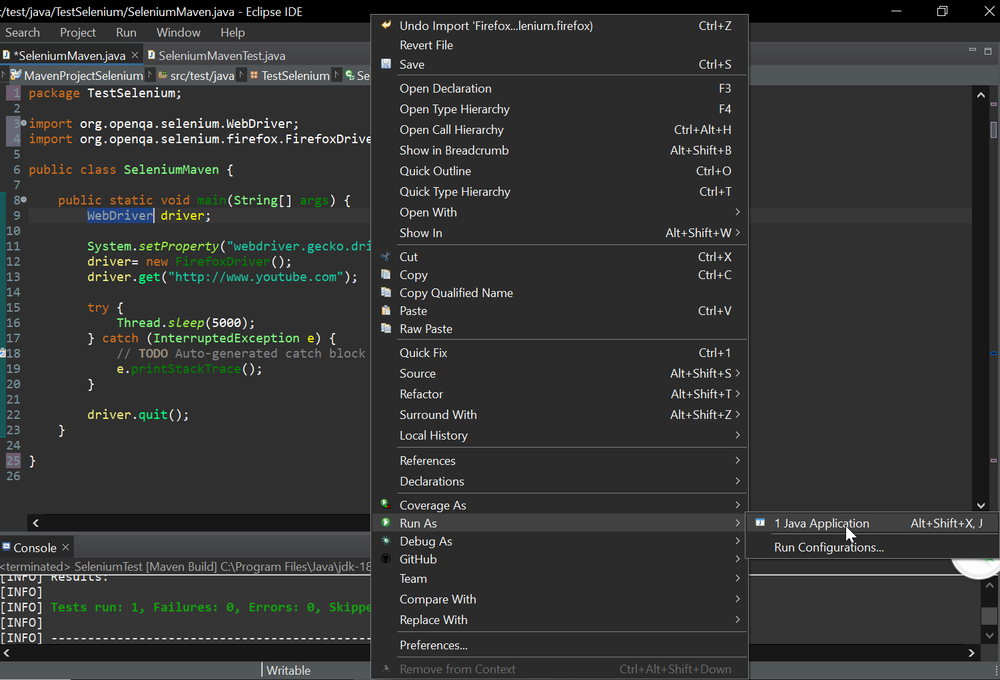 :/test/java/TestSelenium/SeleniumMaven.java - Eclipse IDE
Search Project Run Window Help
*SeleniumMaven.java SeleniumMavenTest.java
MavenProjectSelenium src/test/java TestSelenium Se
1 package TestSelenium;
2
3 import org.openqa.selenium.WebDriver;
4 import org.openqa.selenium.firefox.FirefoxDrive
5
6 public class SeleniumMaven {
7
8 public static void main(String[] args) {
9 WebDriver driver;
10
11 System.setProperty("webdriver.gecko.dri
12 driver= new FirefoxDriver();
13 driver.get("http://www.youtube.com");
14
15 try {
16 Thread.sleep(5000);
17 } catch (InterruptedException e) {
18 // TODO Auto-generated catch block
19 e.printStackTrace();
20 }
21
22 driver.quit();
23 }
24
25 }
26
Console
<terminated> SeleniumTest [Maven Build] C:\Program Files\Java\jdk-18
[INFO] Results:
[INFO]
[INFO] Tests run: 1, Failures: 0, Errors: 0, Skippe
[INFO]
[INFO] --------------------------------------------
Writable
Undo Import 'Firefox...lenium.firefox) Ctrl+Z
Revert File
Save Ctrl+S
Open Declaration F3
Open Type Hierarchy F4
Open Call Hierarchy Ctrl+Alt+H
Show in Breadcrumb Alt+Shift+B
Quick Outline Ctrl+O
Quick Type Hierarchy Ctrl+T
Open With
Show In Alt+Shift+W
Cut Ctrl+X
Copy Ctrl+C
Copy Qualified Name
Paste Ctrl+V
Raw Paste
Quick Fix Ctrl+1
Source Alt+Shift+S
Refactor Alt+Shift+T
Surround With Alt+Shift+Z
Local History
References
Declarations
Coverage As
Run As
Debug As
GitHub
Team
Compare With
Replace With
Preferences...
Remove from Context Ctrl+Alt+Shift+Down
1 Java Application Alt+Shift+X, J
Run Configurations...